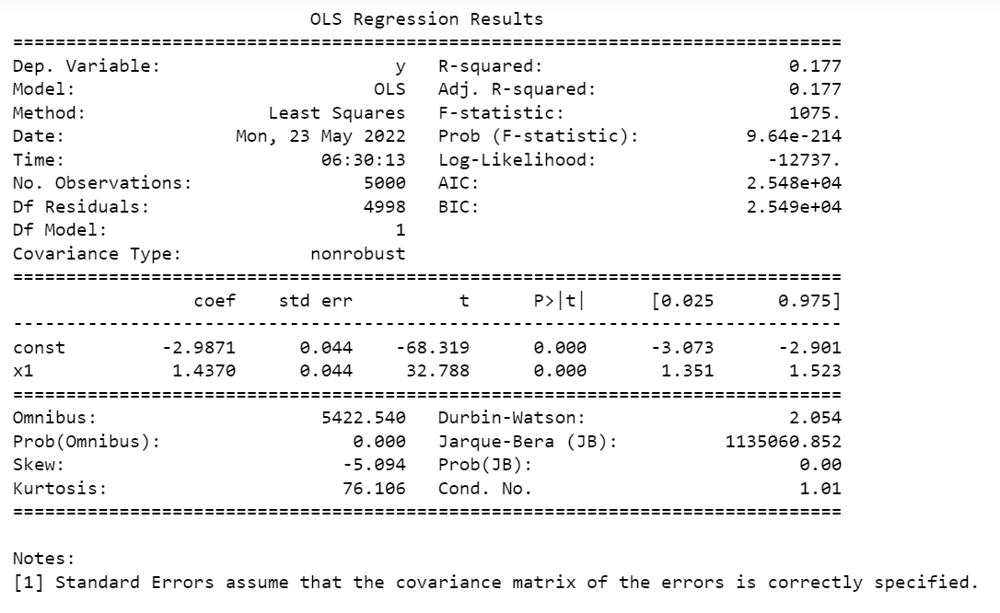 OLS Regression Results
==============================================================================
Dep. Variable: y R-squared: 0.177
Model: OLS Adj. R-squared: 0.177
Method: Least Squares F-statistic: 1075.
Date: Mon, 23 May 2022 Prob (F-statistic): 9.64e-214
Time: 06:30:13 Log-Likelihood: -12737.
No. Observations: 5000 AIC: 2.548e+04
Df Residuals: 4998 BIC: 2.549e+04
Df Model: 1
Covariance Type: nonrobust
==============================================================================
coef std err t P>|t| [0.025 0.975]
------------------------------------------------------------------------------
const -2.9871 0.044 -68.319 0.000 -3.073 -2.901
x1 1.4370 0.044 32.788 0.000 1.351 1.523
==============================================================================
Omnibus: 5422.540 Durbin-Watson: 2.054
Prob(Omnibus): 0.000 Jarque-Bera (JB): 1135060.852
Skew: -5.094 Prob(JB): 0.00
Kurtosis: 76.106 Cond. No. 1.01
==============================================================================
Notes:
[1] Standard Errors assume that the covariance matrix of the errors is correctly specified.